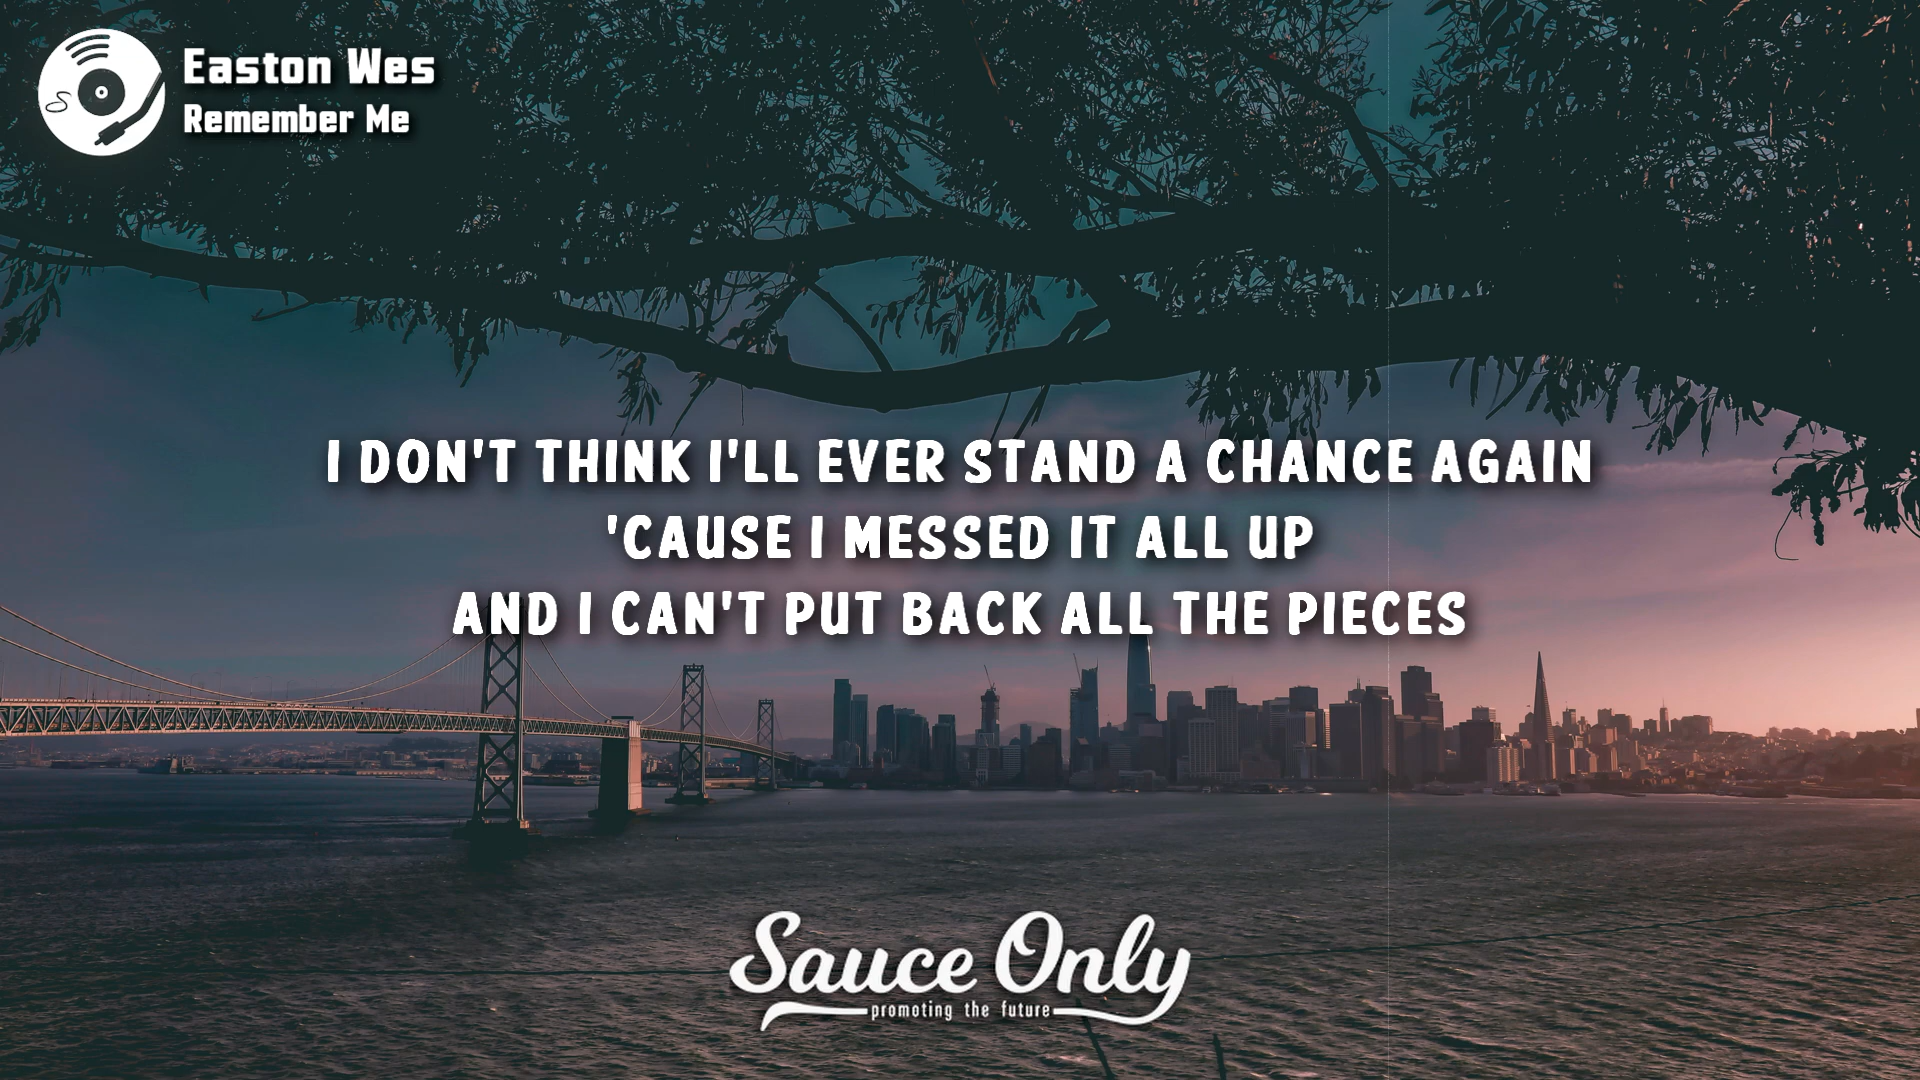 Easton Wes
Remember Me
I DON'T THINK I'LL EVER STAND A CHANCE AGAIN
'CAUSE I MESSED IT ALL UP
AND I CAN'T PUT BACK ALL THE PIECES
Sauce Only
promoting the future